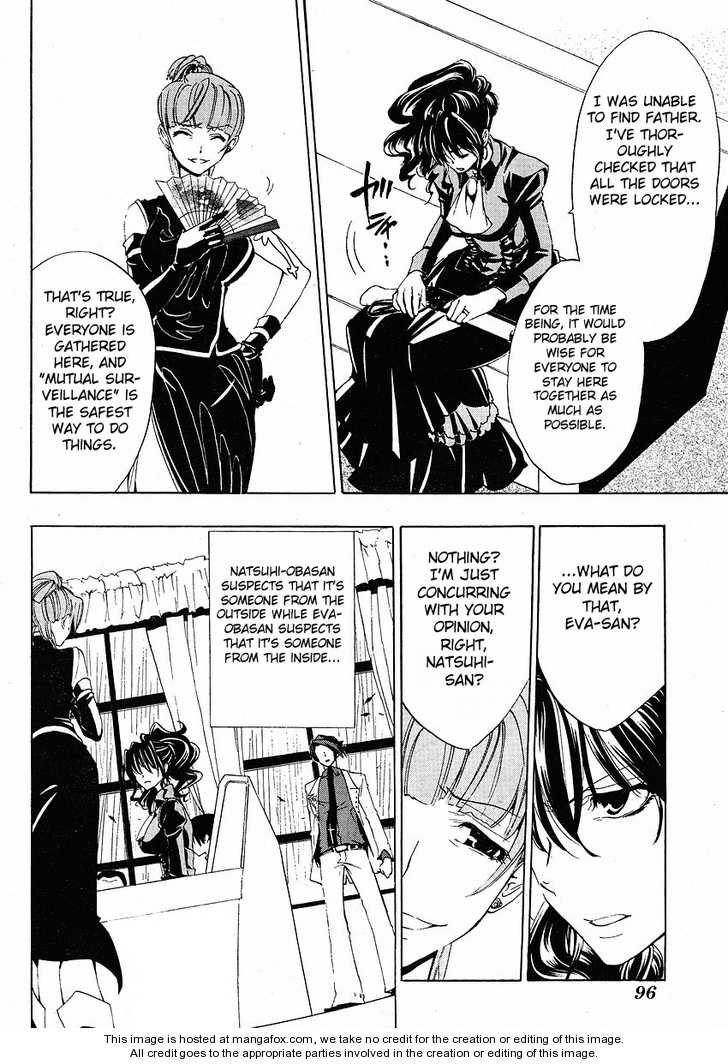 I WAS UNABLE
TO FIND FATHER.
I'VE THOR-
OUGHLY
CHECKED THAT
ALL THE DOORS
WERE LOCKED...
FOR THE TIME
BEING, IT WOULD
PROBABLY BE
WISE FOR
EVERYONE TO
STAY HERE
TOGETHER AS
MUCH AS
POSSIBLE.
THAT'S TRUE,
RIGHT?
EVERYONE IS
GATHERED
HERE, AND
"MUTUAL SUR-
VEILLANCE" IS
THE SAFEST
WAY TO DO
THINGS.
...WHAT DO
YOU MEAN BY
THAT,
EVA-SAN?
NOTHING?
I'M JUST
CONCURRING
WITH YOUR
OPINION,
RIGHT,
NATSUHI-
SAN?
NATSUHI-OBASAN
SUSPECTS THAT IT'S
SOMEONE FROM THE
OUTSIDE WHILE EVA-
OBASAN SUSPECTS
THAT IT'S SOMEONE
FROM THE INSIDE...
96
This image is hosted at mangafox.com, we take no credit for the creation or editing of this image.
All credit goes to the appropriate parties involved in the creation or editing of this image.